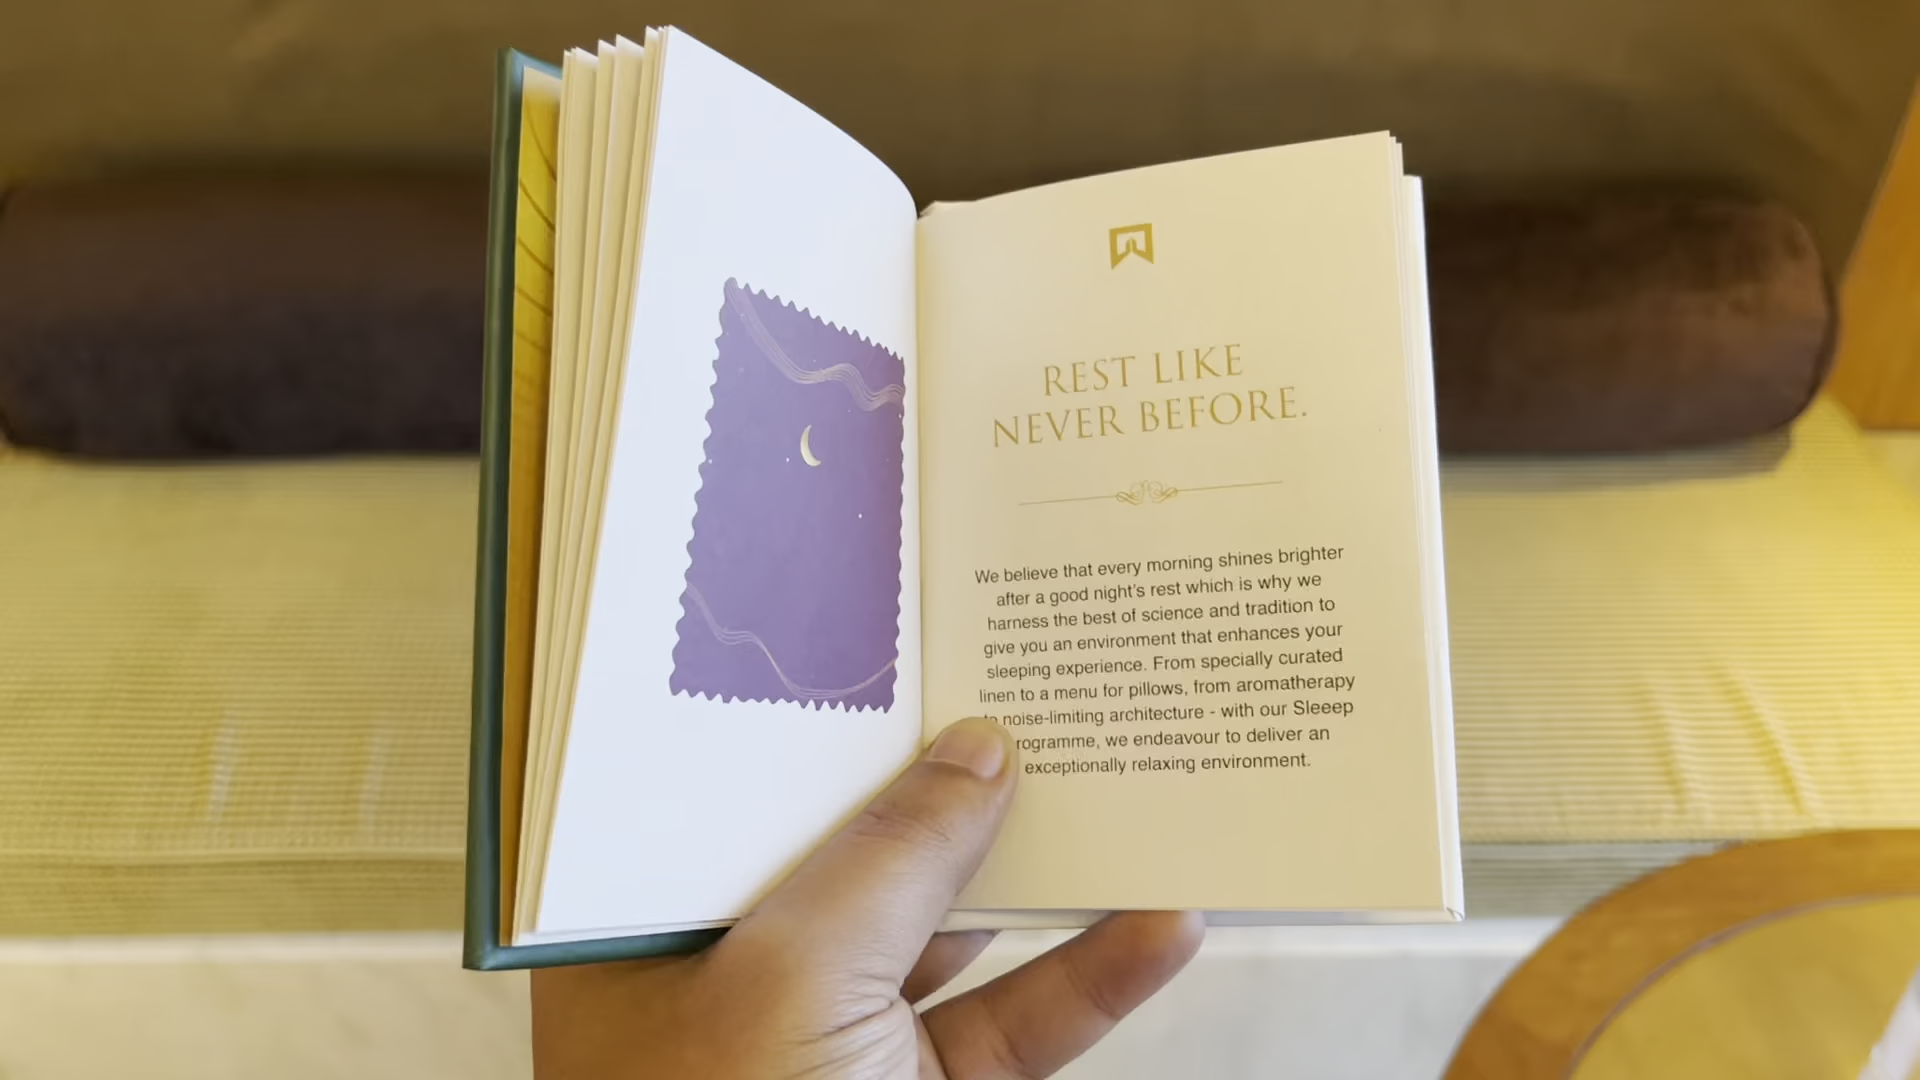 REST LIKE
NEVER BEFORE.
We believe that every morning shines brighter
after a good night's rest which is why we
harness the best of science and tradition to
give you an environment that enhances your
sleeping experience. From specially curated
linen to a menu for pillows, from aromatherapy
to noise-limiting architecture - with our Sleeep
rogramme, we endeavour to deliver an
exceptionally relaxing environment.